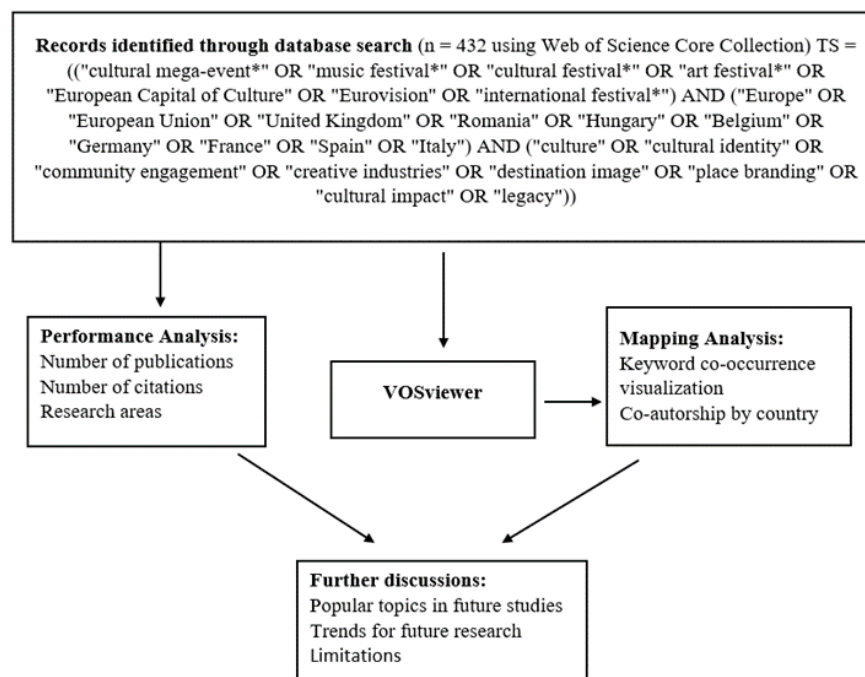 Records identified through database search (n = 432 using Web of Science Core Collection) TS =
(("cultural mega-event*" OR "music festival*" OR "cultural festival*" OR "art festival*" OR
"European Capital of Culture" OR "Eurovision" OR "international festival*") AND ("Europe" OR
"European Union" OR "United Kingdom" OR "Romania" OR "Hungary" OR "Belgium" OR
"Germany" OR "France" OR "Spain" OR "Italy") AND ("culture" OR "cultural identity" OR
"community engagement" OR "creative industries" OR "destination image" OR "place branding" OR
"cultural impact" OR "legacy"))
Performance Analysis:
Number of publications
Number of citations
Research areas
VOSviewer
Mapping Analysis:
Keyword co-occurrence
visualization
Co-autorship by country
Further discussions:
Popular topics in future studies
Trends for future research
Limitations